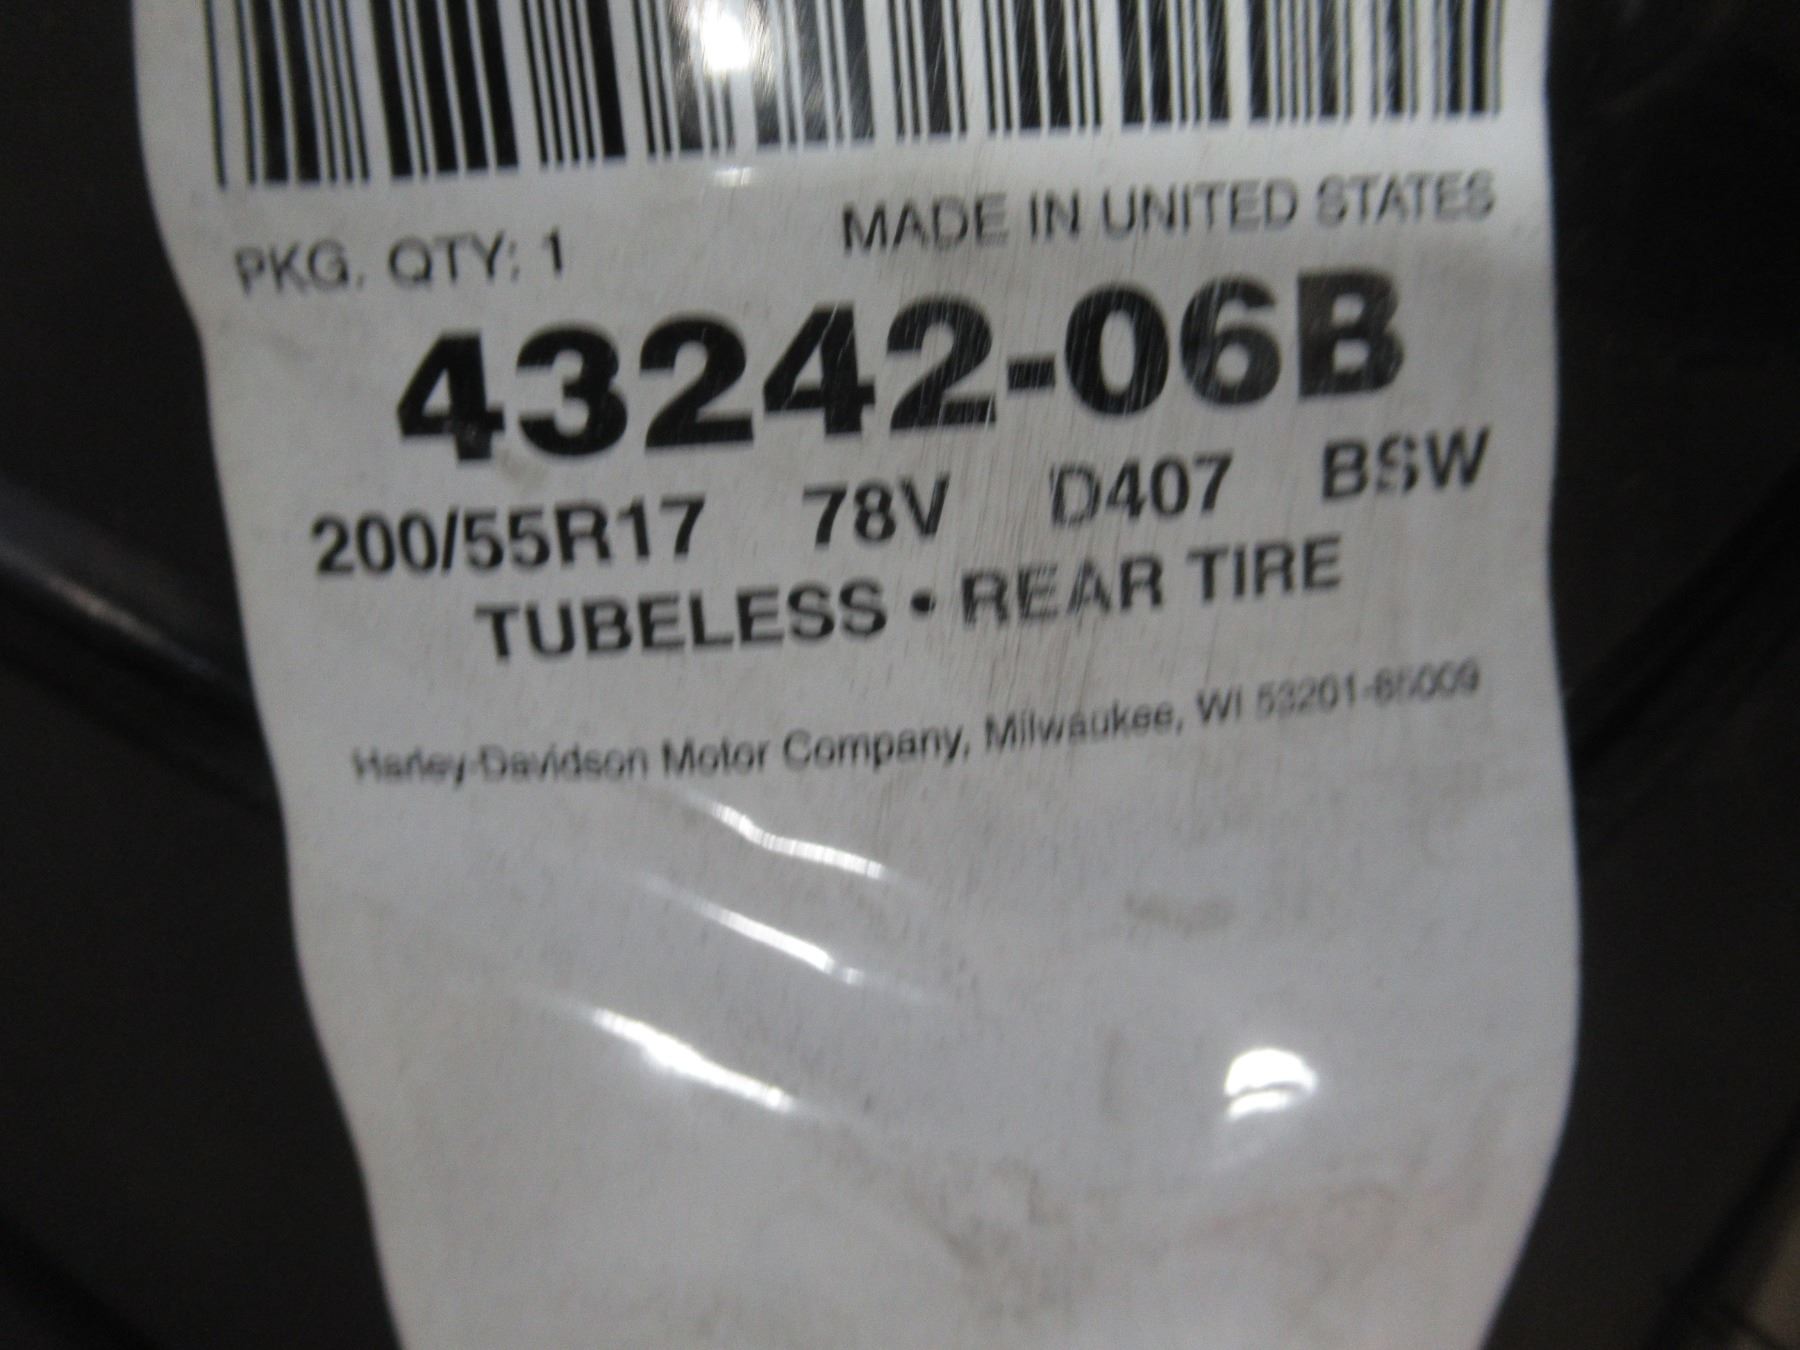 PKG. QTY: 1 MADE IN UNITED STATES
43242-06B
200/55R17 78V D407 BSW
TUBELESS • REAR TIRE
Harley-Davidson Motor Company, Milwaukee, WI